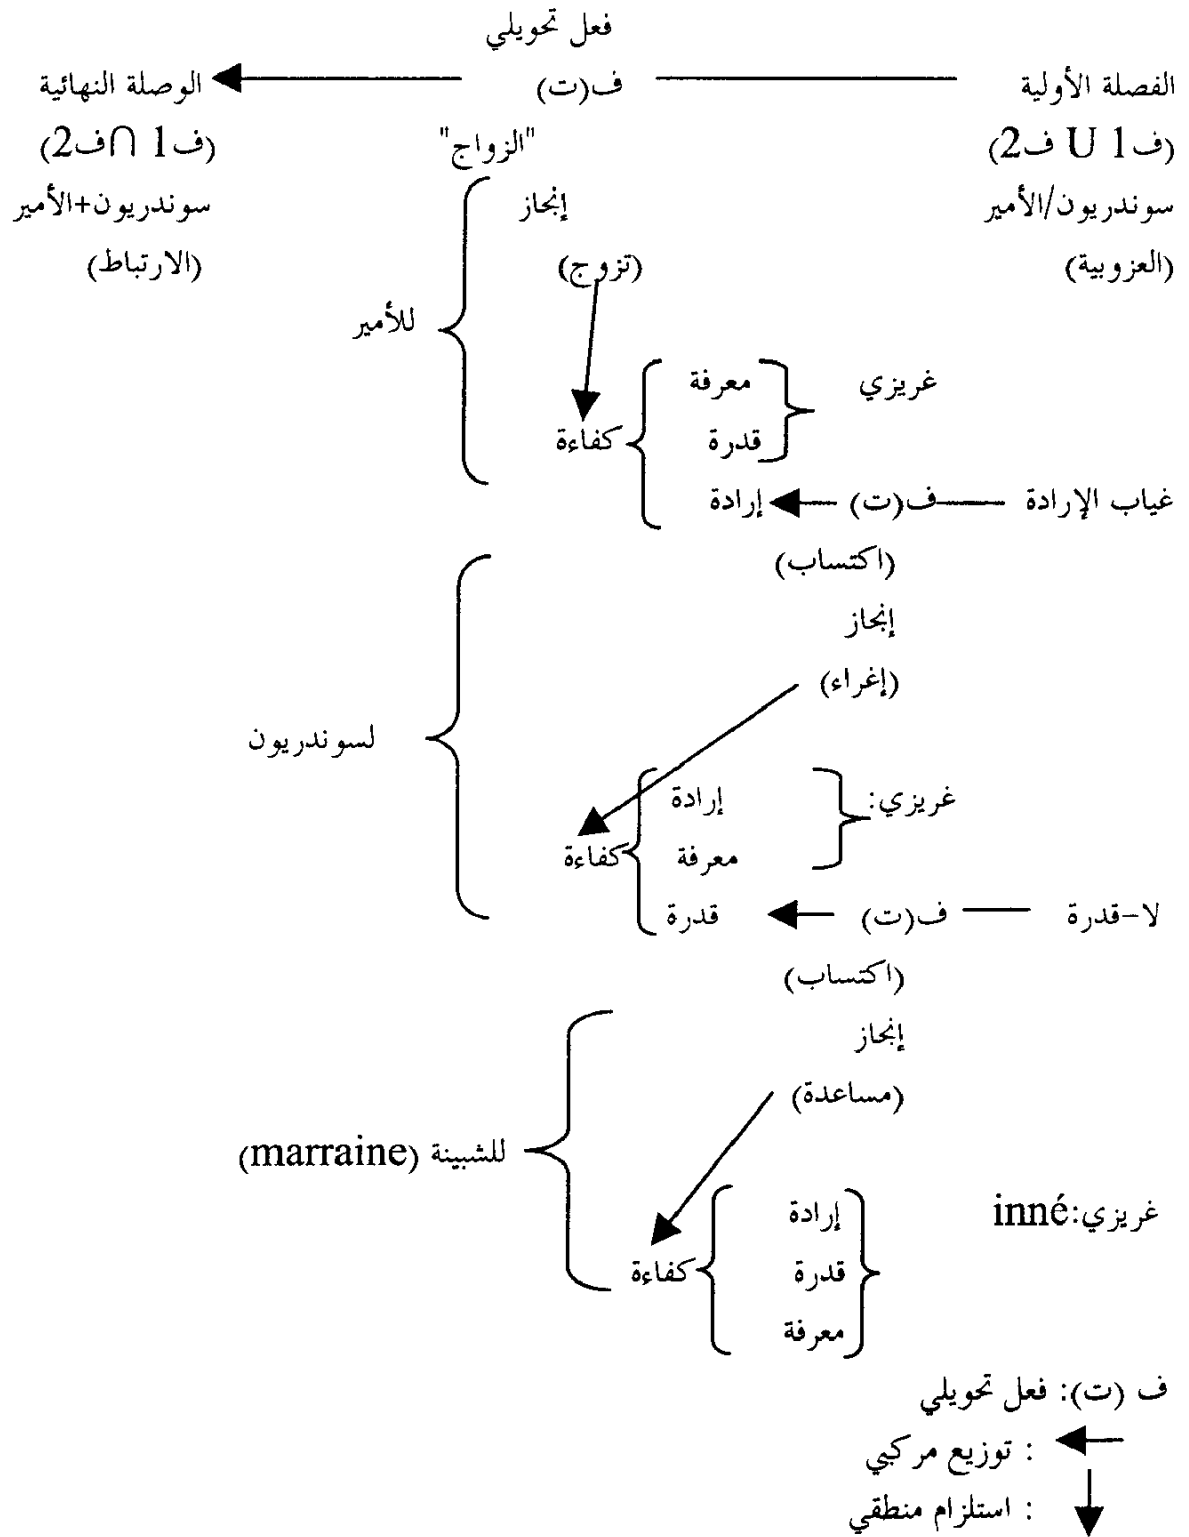 فعل تحويلي
الفصلة الأولية ف(ت) الوصلة النهائية
(ف1 U ف2) "الزواج" (ف1 ∩ ف2)
سوندريون/الأمير إنجاز سوندريون+الأمير
(العزوبية) (تزوج) (الارتباط)
للأمير
غريزي معرفة
قدرة كفاءة
غياب الإرادة ف(ت) إرادة
(اكتساب)
إنجاز
(إغراء)
لسوندريون
غريزي: إرادة
معرفة كفاءة
لا-قدرة ف(ت) قدرة
(اكتساب)
إنجاز
(مساعدة)
للشبينة (marraine)
غريزي:inné إرادة
قدرة كفاءة
معرفة
ف (ت): فعل تحويلي
: توزيع مركبي
: استلزام منطقي